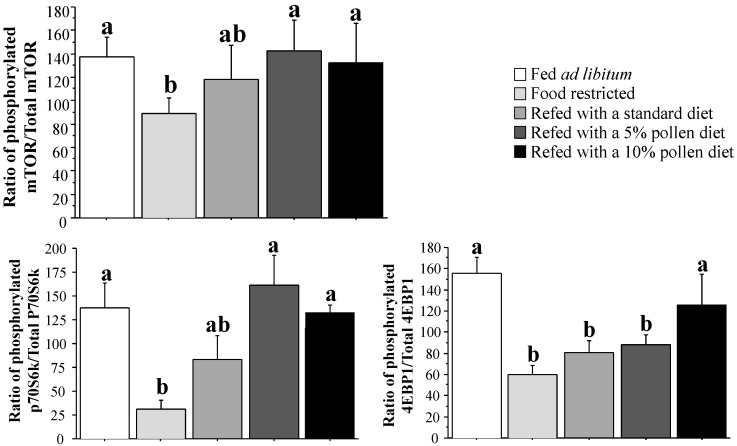 Ratio of phosphorylated
mTOR/Total mTOR
180
160
140
120
100
80
60
40
20
0
a
b
ab
a
a
Fed ad libitum
Food restricted
Refed with a standard diet
Refed with a 5% pollen diet
Refed with a 10% pollen diet
Ratio of phosphorylated
p70S6k/Total P70S6k
200
175
150
125
100
75
50
25
0
a
b
ab
a
a
Ratio of phosphorylated
4EBP1/Total 4EBP1
180
160
140
120
100
80
60
40
20
0
a
b
b
b
a